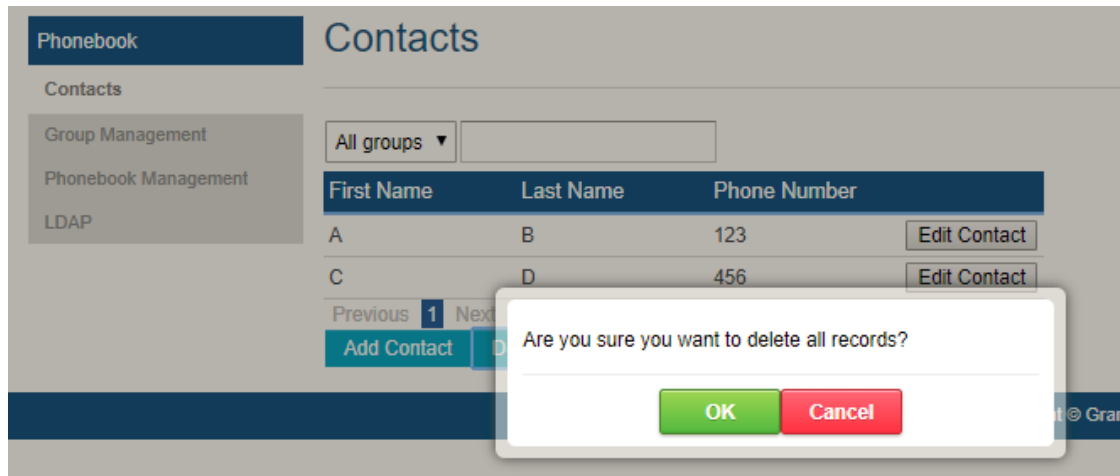 Phonebook
Contacts
Group Management
Phonebook Management
LDAP
Contacts
All groups ▼
First Name Last Name Phone Number
A B 123 Edit Contact
C D 456 Edit Contact
Previous 1 Next
Add Contact
Are you sure you want to delete all records?
OK Cancel
©